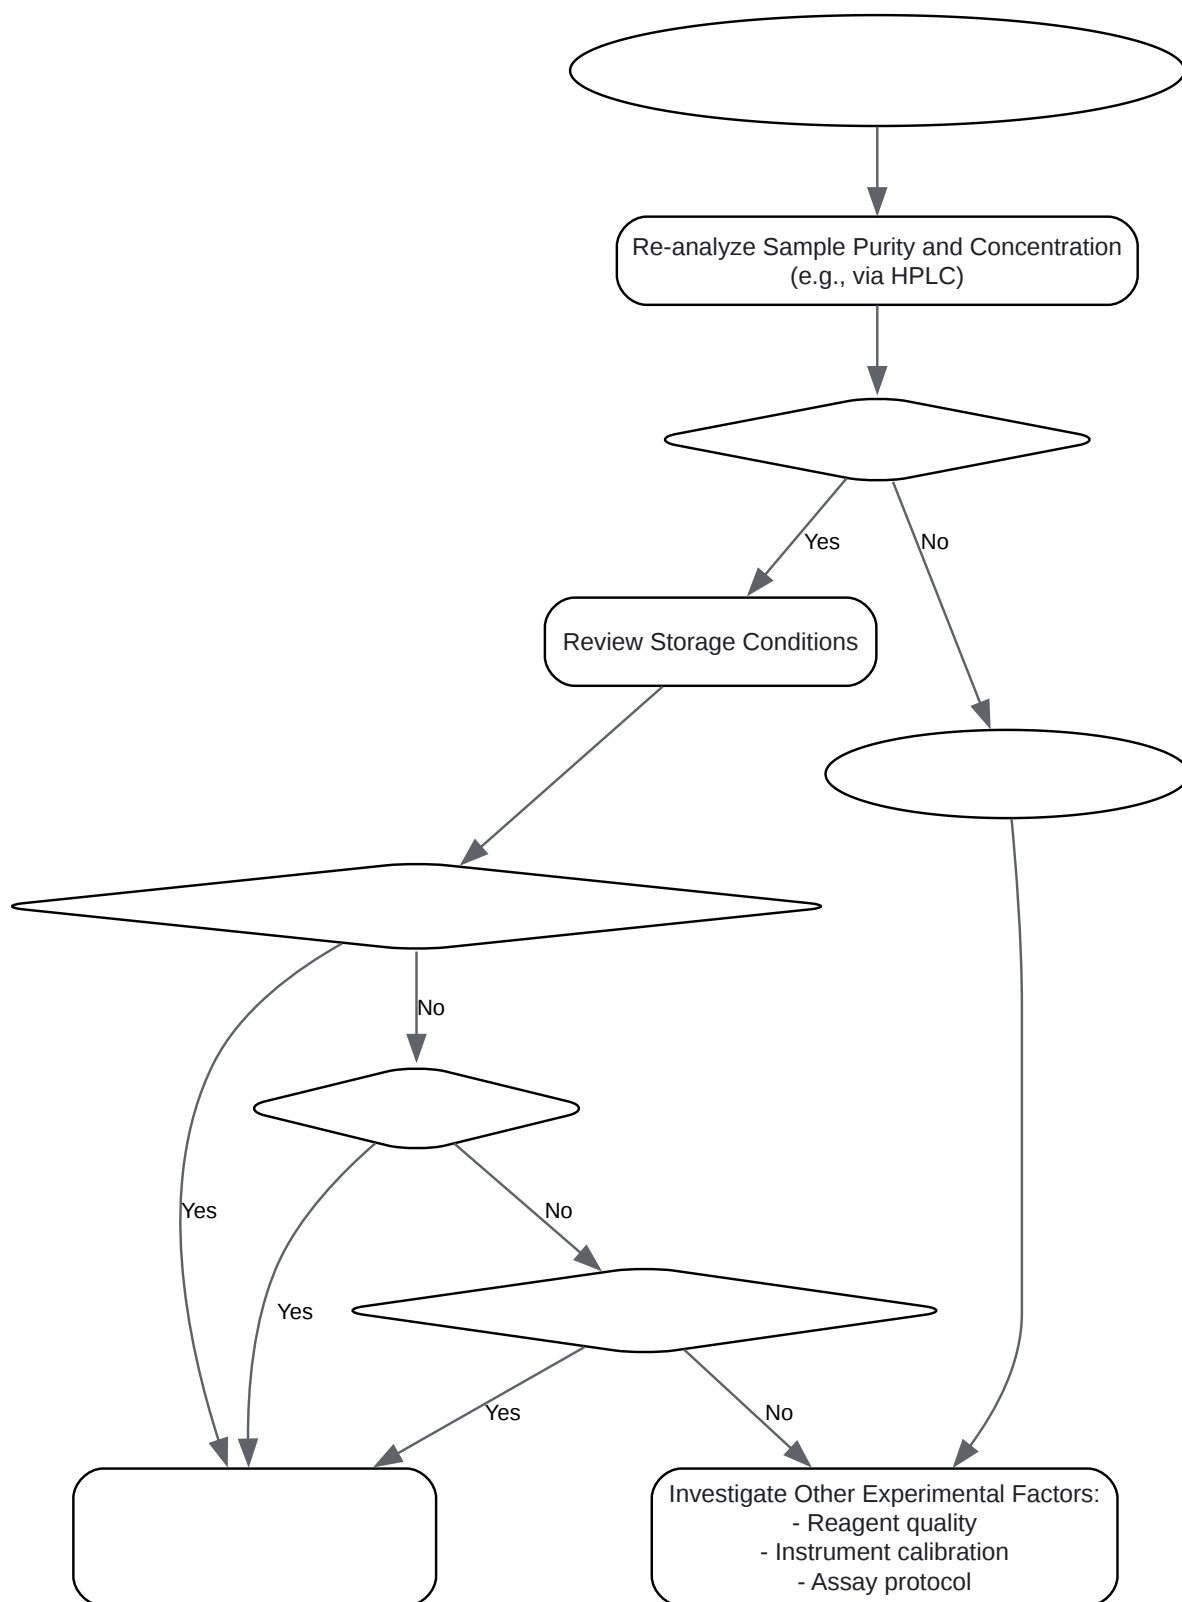 Re-analyze Sample Purity and Concentration
(e.g., via HPLC)
Yes
No
Review Storage Conditions
No
Yes
No
Yes
Yes
No
Investigate Other Experimental Factors:
- Reagent quality
- Instrument calibration
- Assay protocol